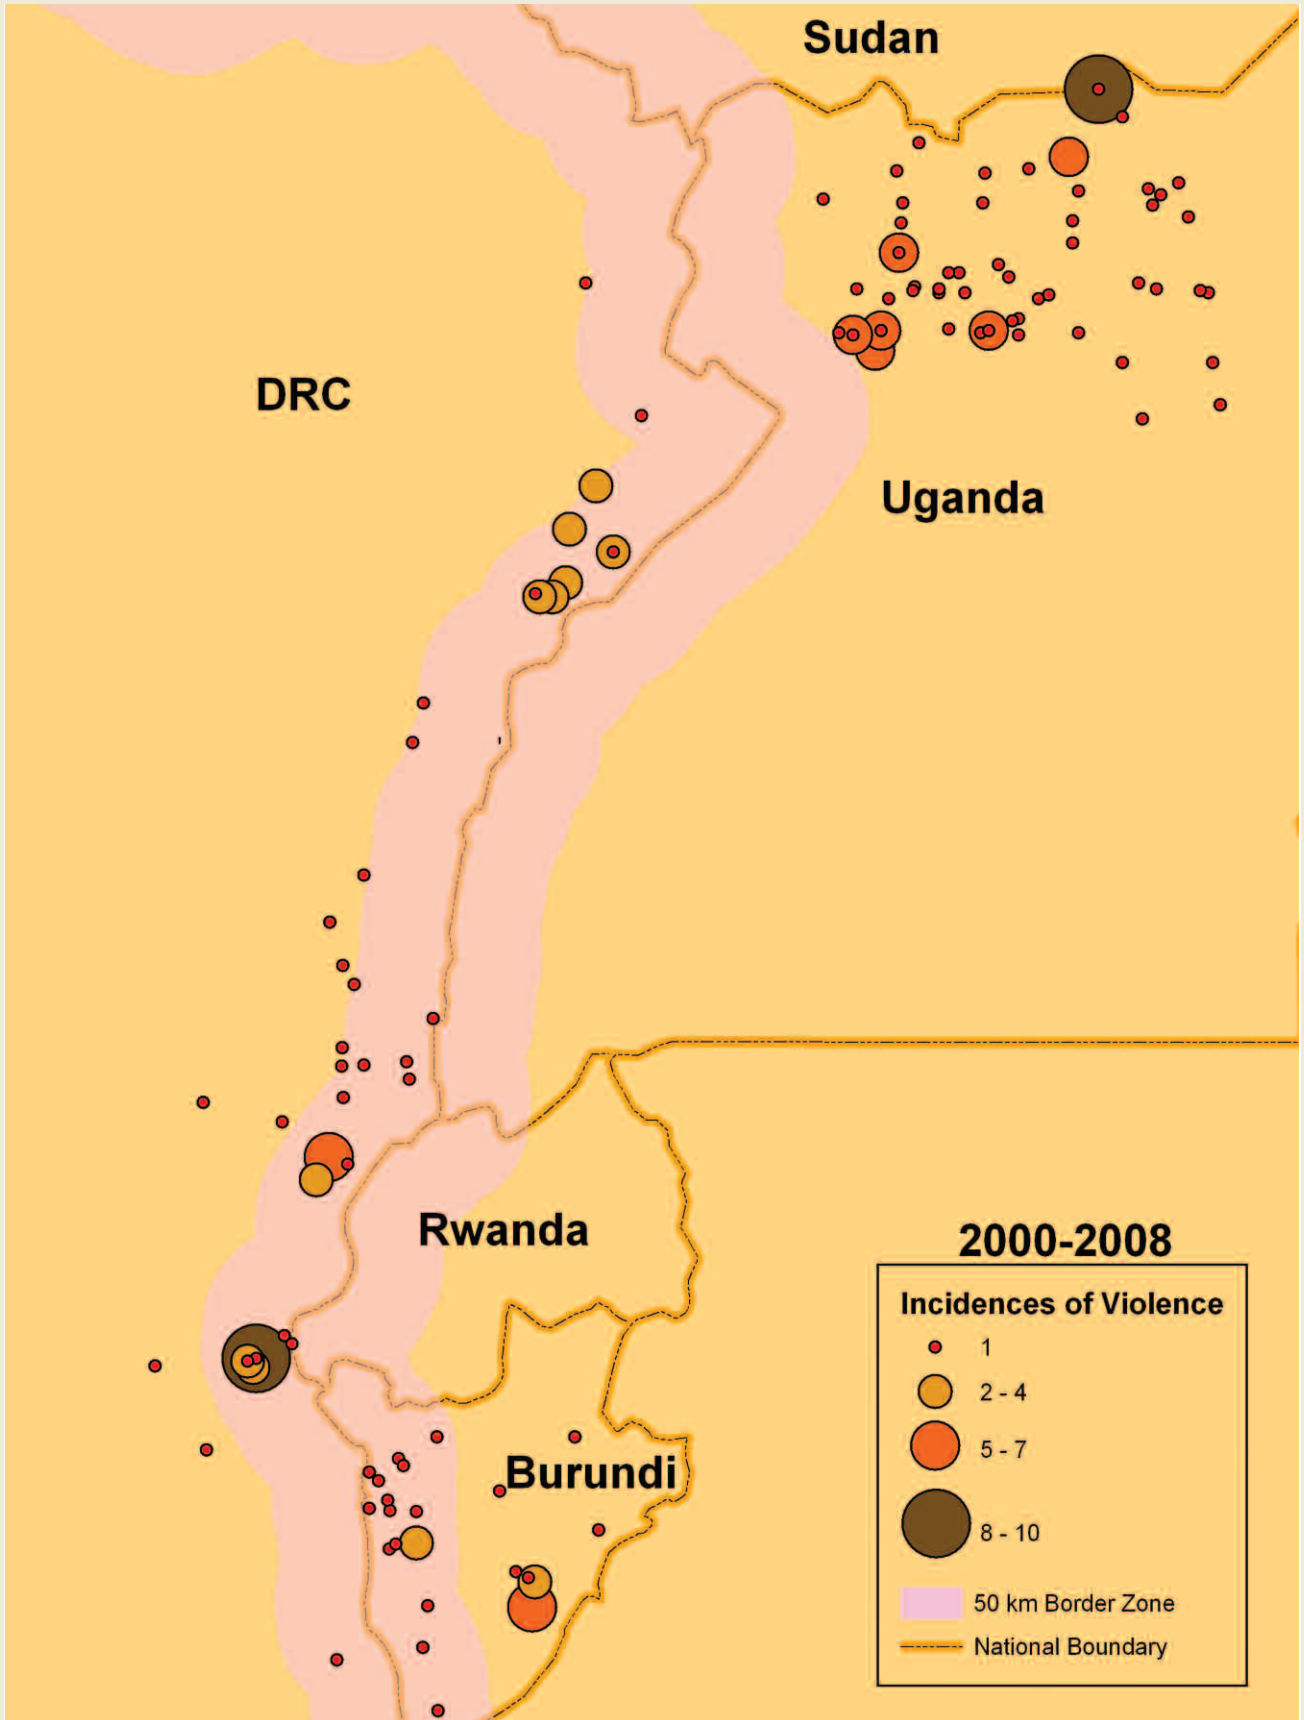 Sudan
DRC
Uganda
Rwanda
Burundi
2000-2008
Incidences of Violence
1
2 - 4
5 - 7
8 - 10
50 km Border Zone
National Boundary